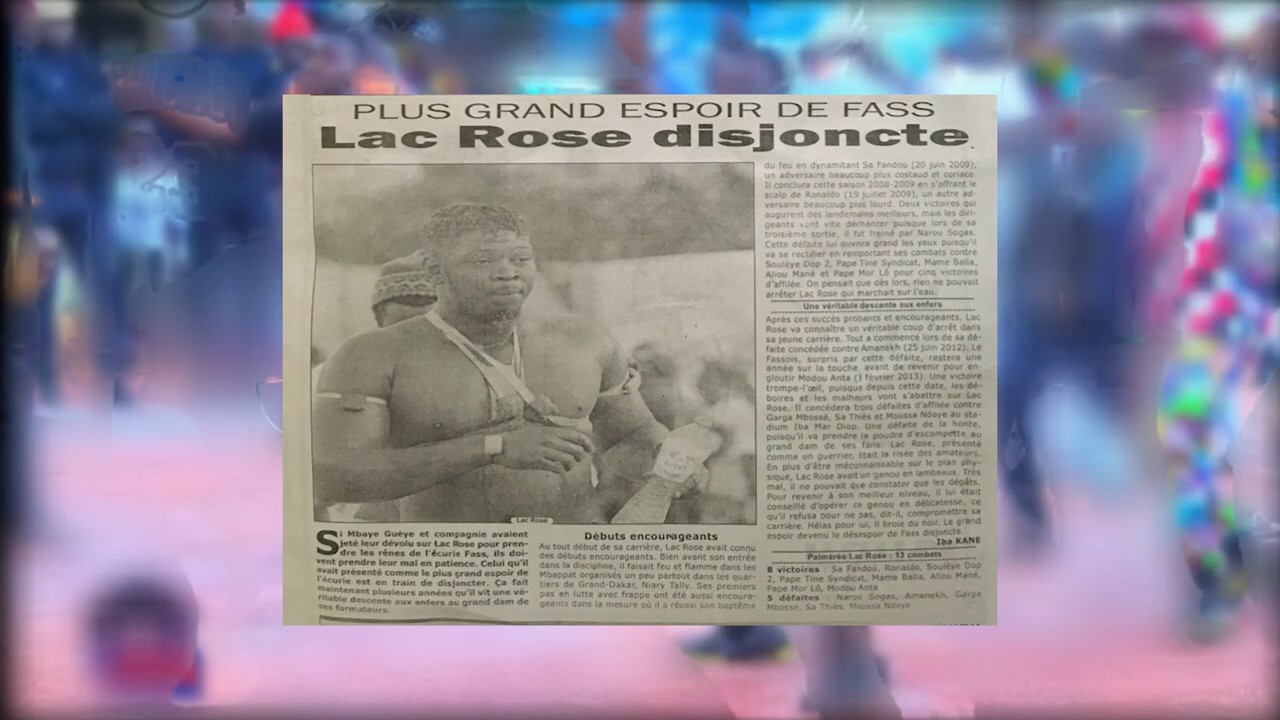 PLUS GRAND ESPOIR DE FASS
Lac Rose disjoncte
Lac Rose
Si Mbaye Guéye et compagnie avaient
jeté leur dévolu sur Lac Rose pour pren-
dre les rênes de l'écurie Fass, ils doi-
vent prendre leur mal en patience. Celui qu'il
avait présenté comme le plus grand espoir de
l'écurie est en train de disjoncter. Ça fait
maintenant plusieurs années qu'il vit une vé-
ritable descente aux enfers au grand dam de
ses formateurs.
Débuts encourageants
Au tout début de sa carrière, Lac Rose avait connu
des débuts encourageants. Bien avant son entrée
dans la discipline, il faisait feu et flamme dans les
Mbappat organisés un peu partout dans les quar-
tiers de Grand-Dakar, Niary Tally. Ses premiers
pas en lutte avec frappe ont été aussi encoura-
geants dans la mesure où il a réussi son baptême
du feu en dynamitant Sa Fandou (20 juin 2009),
un adversaire beaucoup plus costaud et coriace.
Il conclura cette saison 2008-2009 en s'offrant le
scalp de Ronaldo (19 juillet 2009), un autre ad-
versaire beaucoup plus lourd. Deux victoires qui
augurent des lendemains meilleurs, mais les diri-
geants vont vite déchanter puisque lors de sa
troisième sortie, il fut freiné par Narou Sogas.
Cette défaite lui ouvrira grand les yeux puisqu'il
va se rectifier en remportant ses combats contre
Soulèye Dop 2, Pape Tine Syndicat, Mame Balla,
Aliou Mané et Pape Mor Lô pour cinq victoires
d'affilée. On pensait que dès lors, rien ne pouvait
arrêter Lac Rose qui marchait sur l'eau.
Une véritable descente aux enfers
Après ces succès probants et encourageants, Lac
Rose va connaître un véritable coup d'arrêt dans
sa jeune carrière. Tout a commencé lors de sa dé-
faite concédée contre Amanekh (25 juin 2012). Le
Fassois, surpris par cette défaite, restera une
année sur la touche, avant de revenir pour en-
gloutir Modou Anta (3 février 2013). Une victoire
trompe-l'œil, puisque depuis cette date, les dé-
boires et les malheurs vont s'abattre sur Lac
Rose. Il concédera trois défaites d'affilée contre
Garga Mbossé, Sa Thiès et Moussa Ndoye au sta-
dium Iba Mar Diop. Une défaite de la honte,
puisqu'il va prendre la poudre d'escampette au
grand dam de ses fans. Lac Rose, présenté
comme un guerrier, était la risée des amateurs.
En plus d'être méconnaissable sur le plan phy-
sique, Lac Rose avait un genou en lambeaux. Très
mal, il ne pouvait que constater que les dégâts.
Pour revenir à son meilleur niveau, il lui était
conseillé d'opérer ce genou en délicatesse, ce
qu'il refusa pour ne pas, dit-il, compromettre sa
carrière. Hélas pour lui, il broie du noir. Le grand
espoir devenu le désespoir de Fass disjoncte.
Iba KANE
Palmarès Lac Rose : 13 combats
8 victoires : Sa Fandou, Ronaldo, Soulèye Dop
2, Pape Tine Syndicat, Mame Balla, Aliou Mané,
Pape Mor Lô, Modou Anta
5 défaites : Narou Sogas, Amanekh, Garga
Mbossé, Sa Thiès, Moussa Ndoye